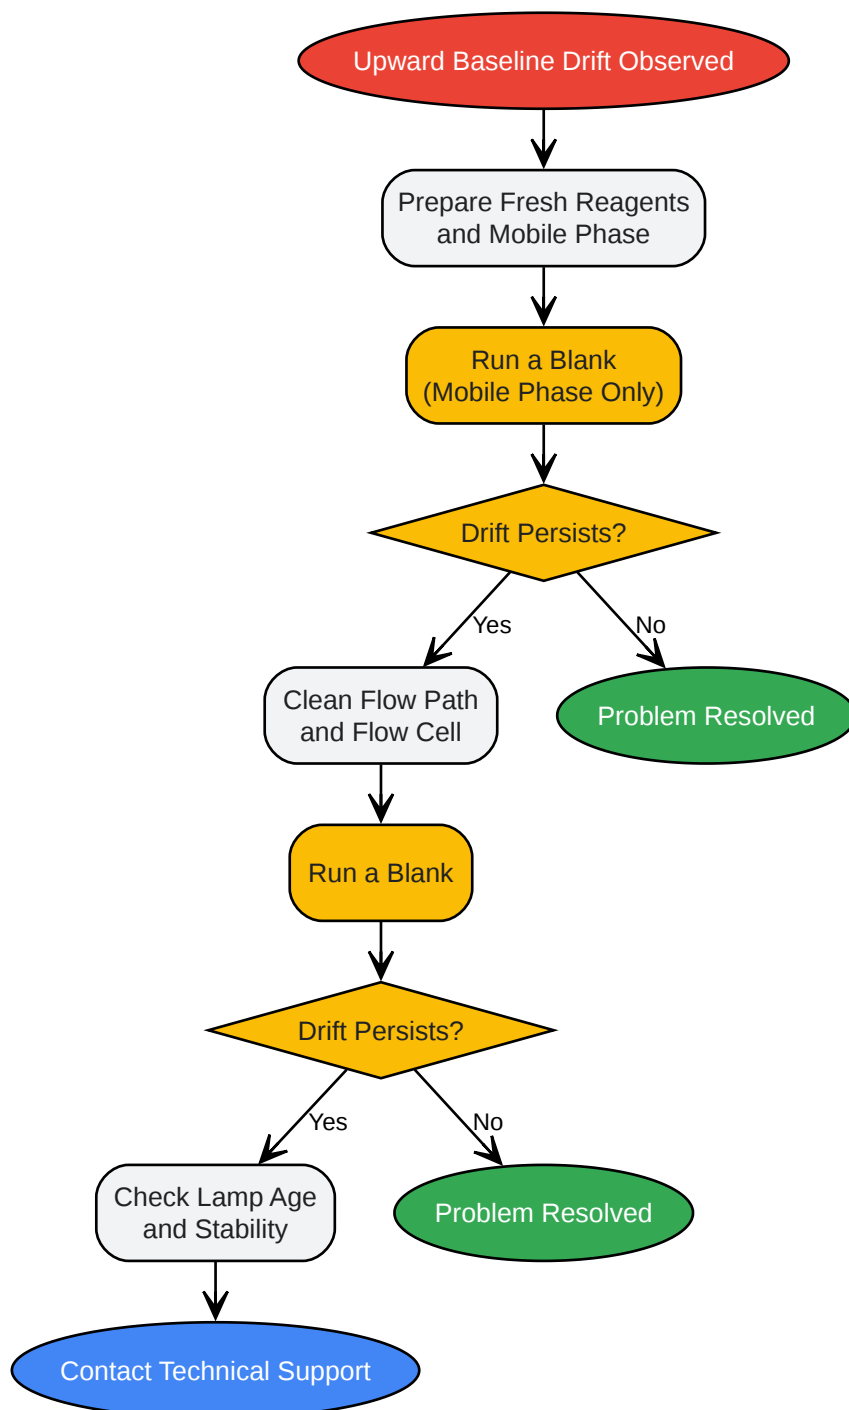 Upward Baseline Drift Observed
Prepare Fresh Reagents
and Mobile Phase
Run a Blank
(Mobile Phase Only)
Drift Persists?
Yes
No
Clean Flow Path
and Flow Cell
Problem Resolved
Run a Blank
Drift Persists?
Yes
No
Check Lamp Age
and Stability
Problem Resolved
Contact Technical Support